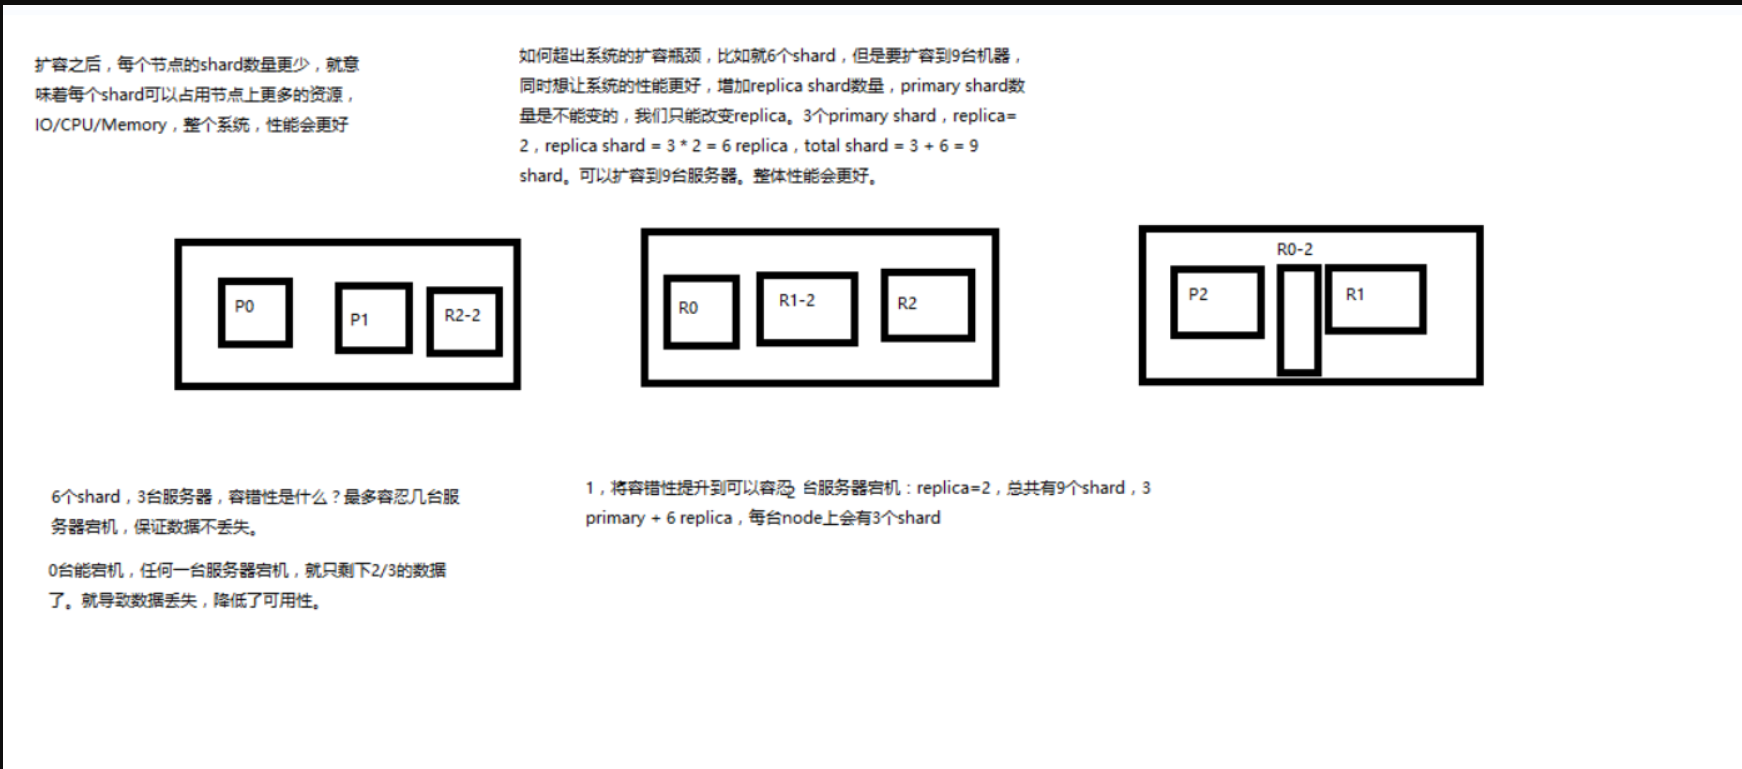 扩容之后，每个节点的shard数量更少，就意
味着每个shard可以占用节点上更多的资源，
IO/CPU/Memory，整个系统，性能会更好
如何超出系统的扩容瓶颈，比如就6个shard，但是要扩容到9台机器，
同时想让系统的性能更好，增加replica shard数量，primary shard数
量是不能变的，我们只能改变replica。3个primary shard，replica=
2，replica shard = 3 * 2 = 6 replica，total shard = 3 + 6 = 9
shard。可以扩容到9台服务器。整体性能会更好。
P0
P1
R2-2
R0
R1-2
R2
R0-2
P2
R1
6个shard，3台服务器，容错性是什么？最多容忍几台服
务器宕机，保证数据不丢失。
0台能宕机，任何一台服务器宕机，就只剩下2/3的数据
了。就导致数据丢失，降低了可用性。
1，将容错性提升到可以容忍2 台服务器宕机：replica=2，总共有9个shard，3
primary + 6 replica，每台node上会有3个shard